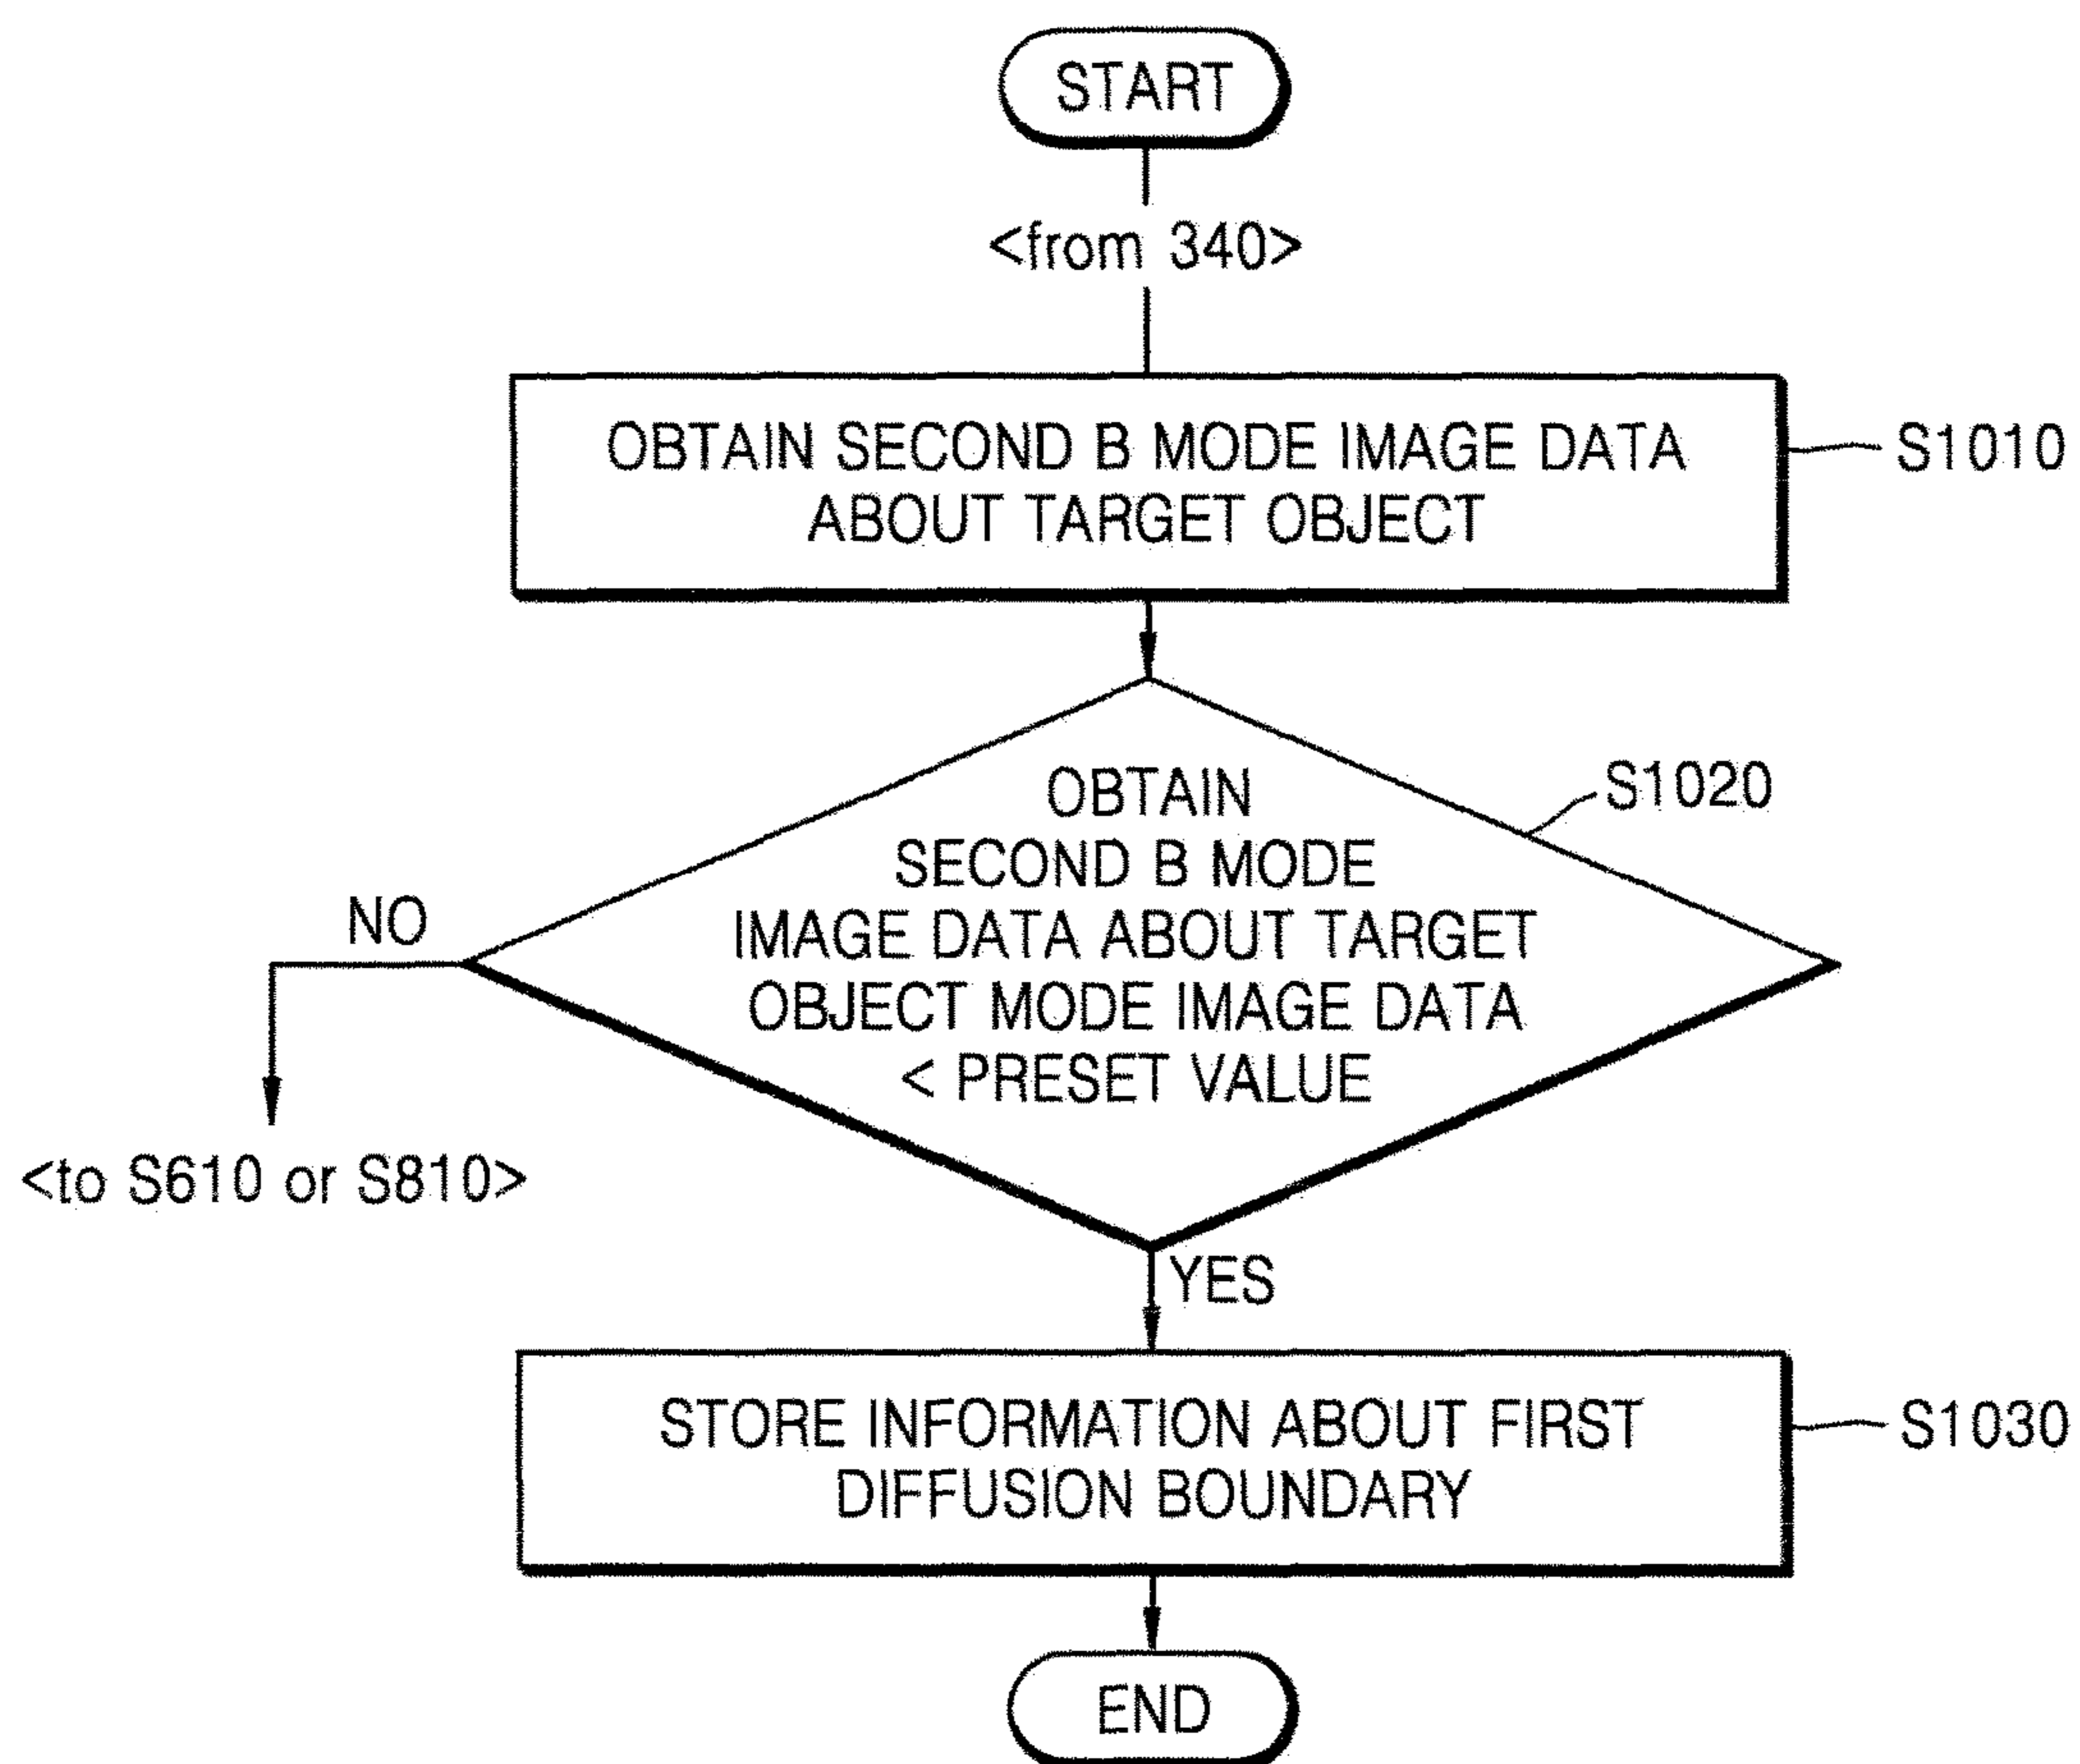 START
<from 340>
OBTAIN SECOND B MODE IMAGE DATA
ABOUT TARGET OBJECT
S1010
OBTAIN
SECOND B MODE
IMAGE DATA ABOUT TARGET
OBJECT MODE IMAGE DATA
< PRESET VALUE
S1020
NO
<to S610 or S810>
YES
STORE INFORMATION ABOUT FIRST
DIFFUSION BOUNDARY
S1030
END